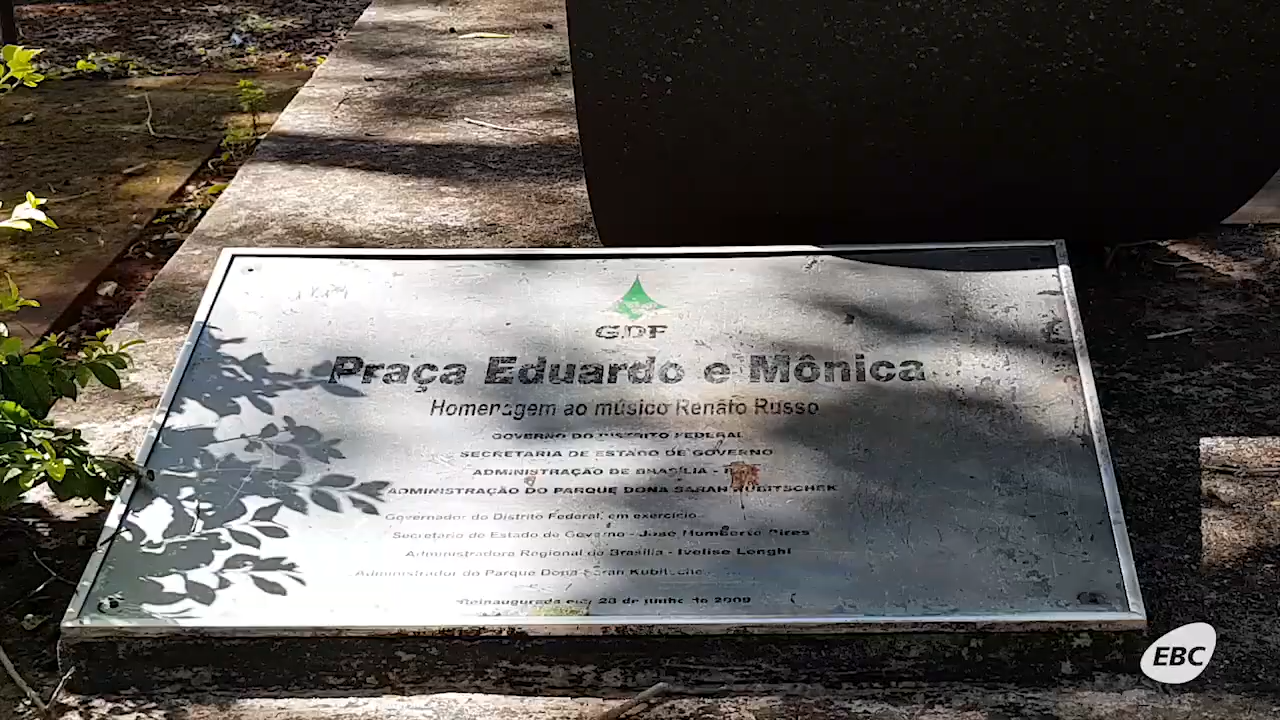 GDF
Praça Eduardo e Mônica
Homenagem ao músico Renato Russo
GOVERNO DO DISTRITO FEDERAL
SECRETARIA DE ESTADO DE GOVERNO
ADMINISTRAÇÃO DE BRASÍLIA -
ADMINISTRAÇÃO DO PARQUE DONA SARAH KUBITSCHEK
Governador do Distrito Federal, em exercício
Secretario de Estado de Governo - José Humberto Pires
Administradora Regional de Brasília - Ivelise Longhi
Administrador do Parque Dona Sarah Kubitschek
Reinaugurada em 28 de junho de 2009
EBC